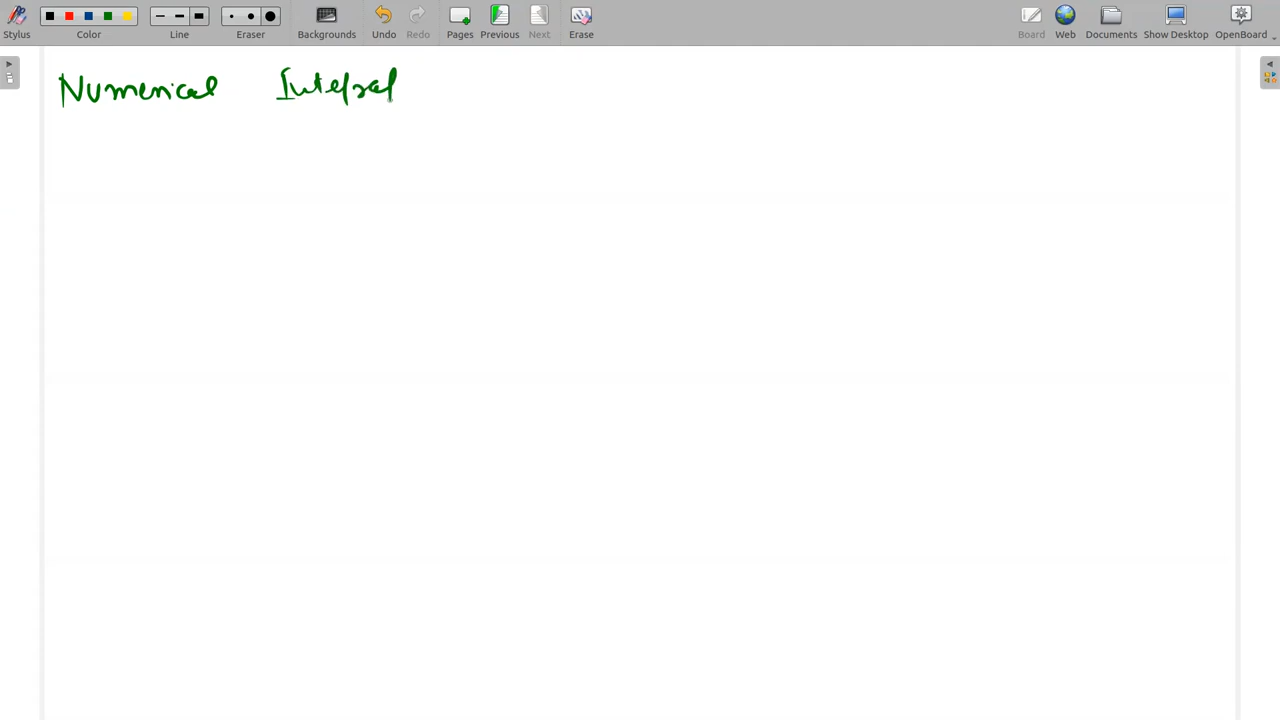 Stylus Color Line Eraser Backgrounds Undo Redo Pages Previous Next Erase Board Web Documents Show Desktop OpenBoard
Numerical Integral